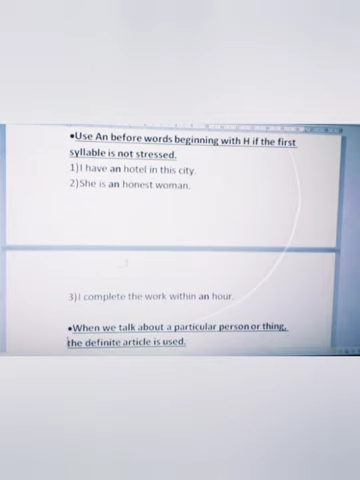 •Use An before words beginning with H if the first
syllable is not stressed.
1)I have an hotel in this city.
2)She is an honest woman.
3)I complete the work within an hour.
•When we talk about a particular person or thing,
the definite article is used.